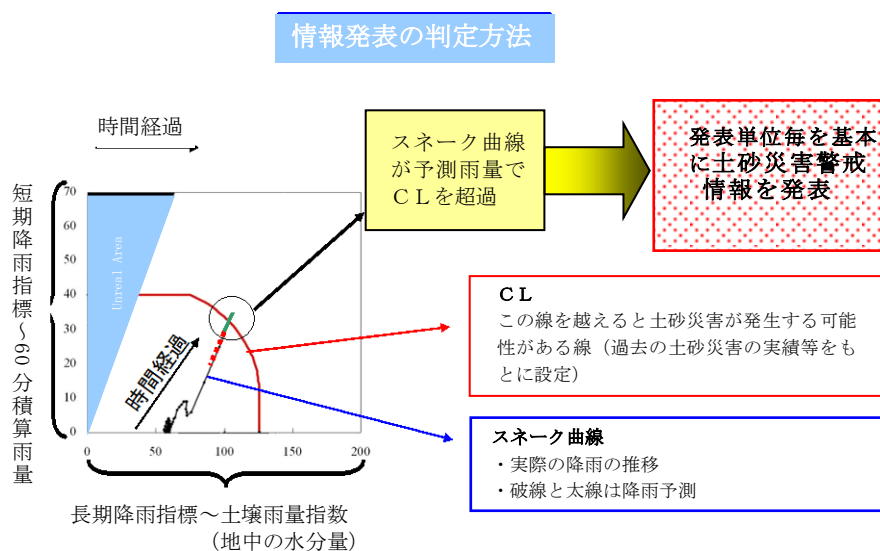 情報発表の判定方法
時間経過
スネーク曲線
が予測雨量で
ＣＬを超過
発表単位毎を基本
に土砂災害警戒
情報を発表
短期降雨指標～60分積算雨量
70
60
50
40
30
20
10
0
Unreal Area
時間経過
0
50
100
150
200
長期降雨指標～土壌雨量指数
（地中の水分量）
ＣＬ
この線を越えると土砂災害が発生する可能
性がある線（過去の土砂災害の実績等をも
とに設定）
スネーク曲線
・実際の降雨の推移
・破線と太線は降雨予測